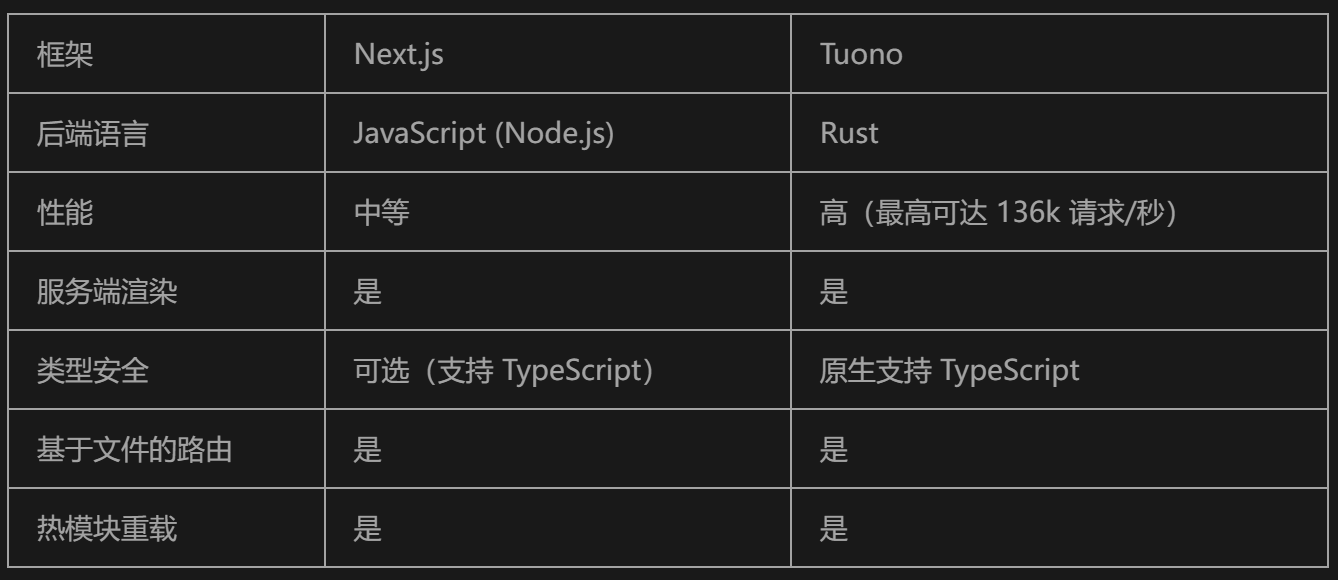 框架 Next.js Tuono
后端语言 JavaScript (Node.js) Rust
性能 中等 高（最高可达 136k 请求/秒）
服务端渲染 是 是
类型安全 可选（支持 TypeScript） 原生支持 TypeScript
基于文件的路由 是 是
热模块重载 是 是